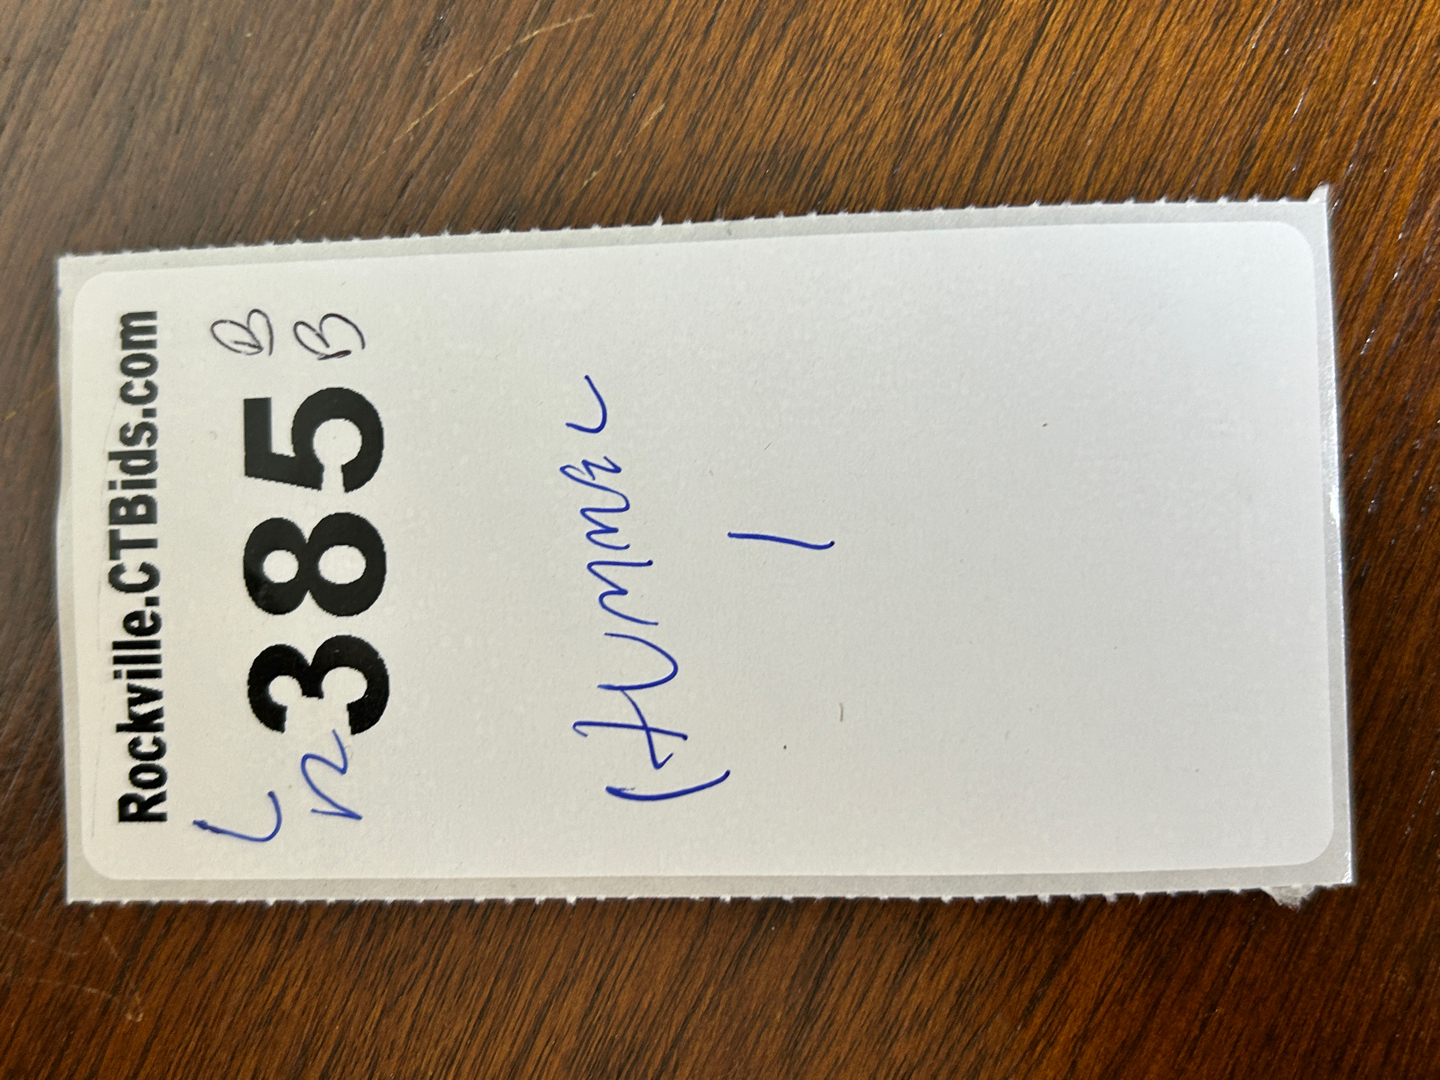 Rockville.CTBids.com
L B
R 385 B
Hummel
1